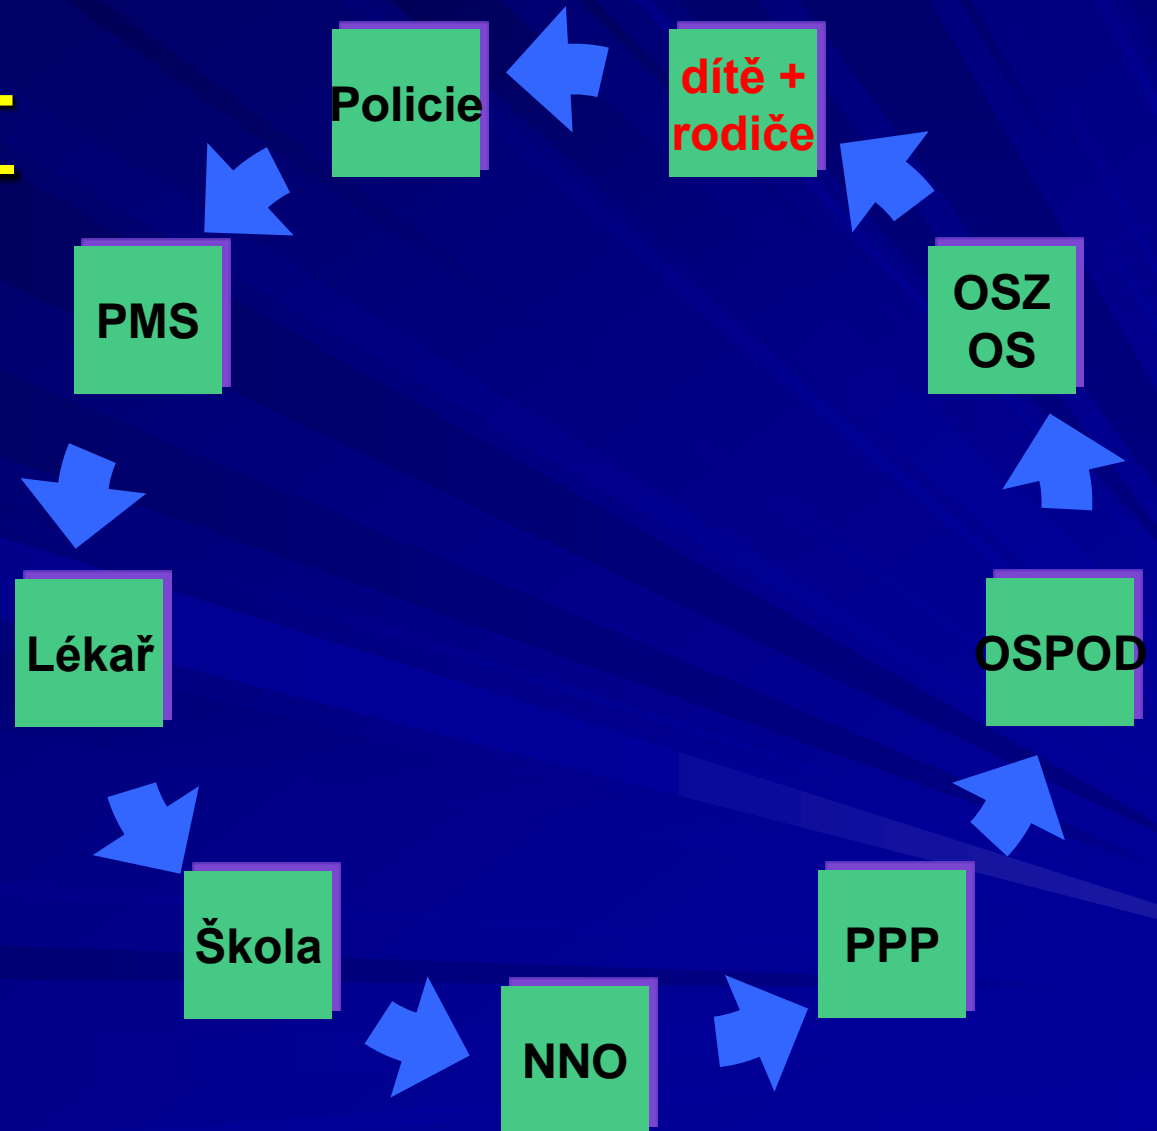 Policie
dítě +
rodiče
PMS
OSZ
OS
Lékař
OSPOD
Škola
PPP
NNO